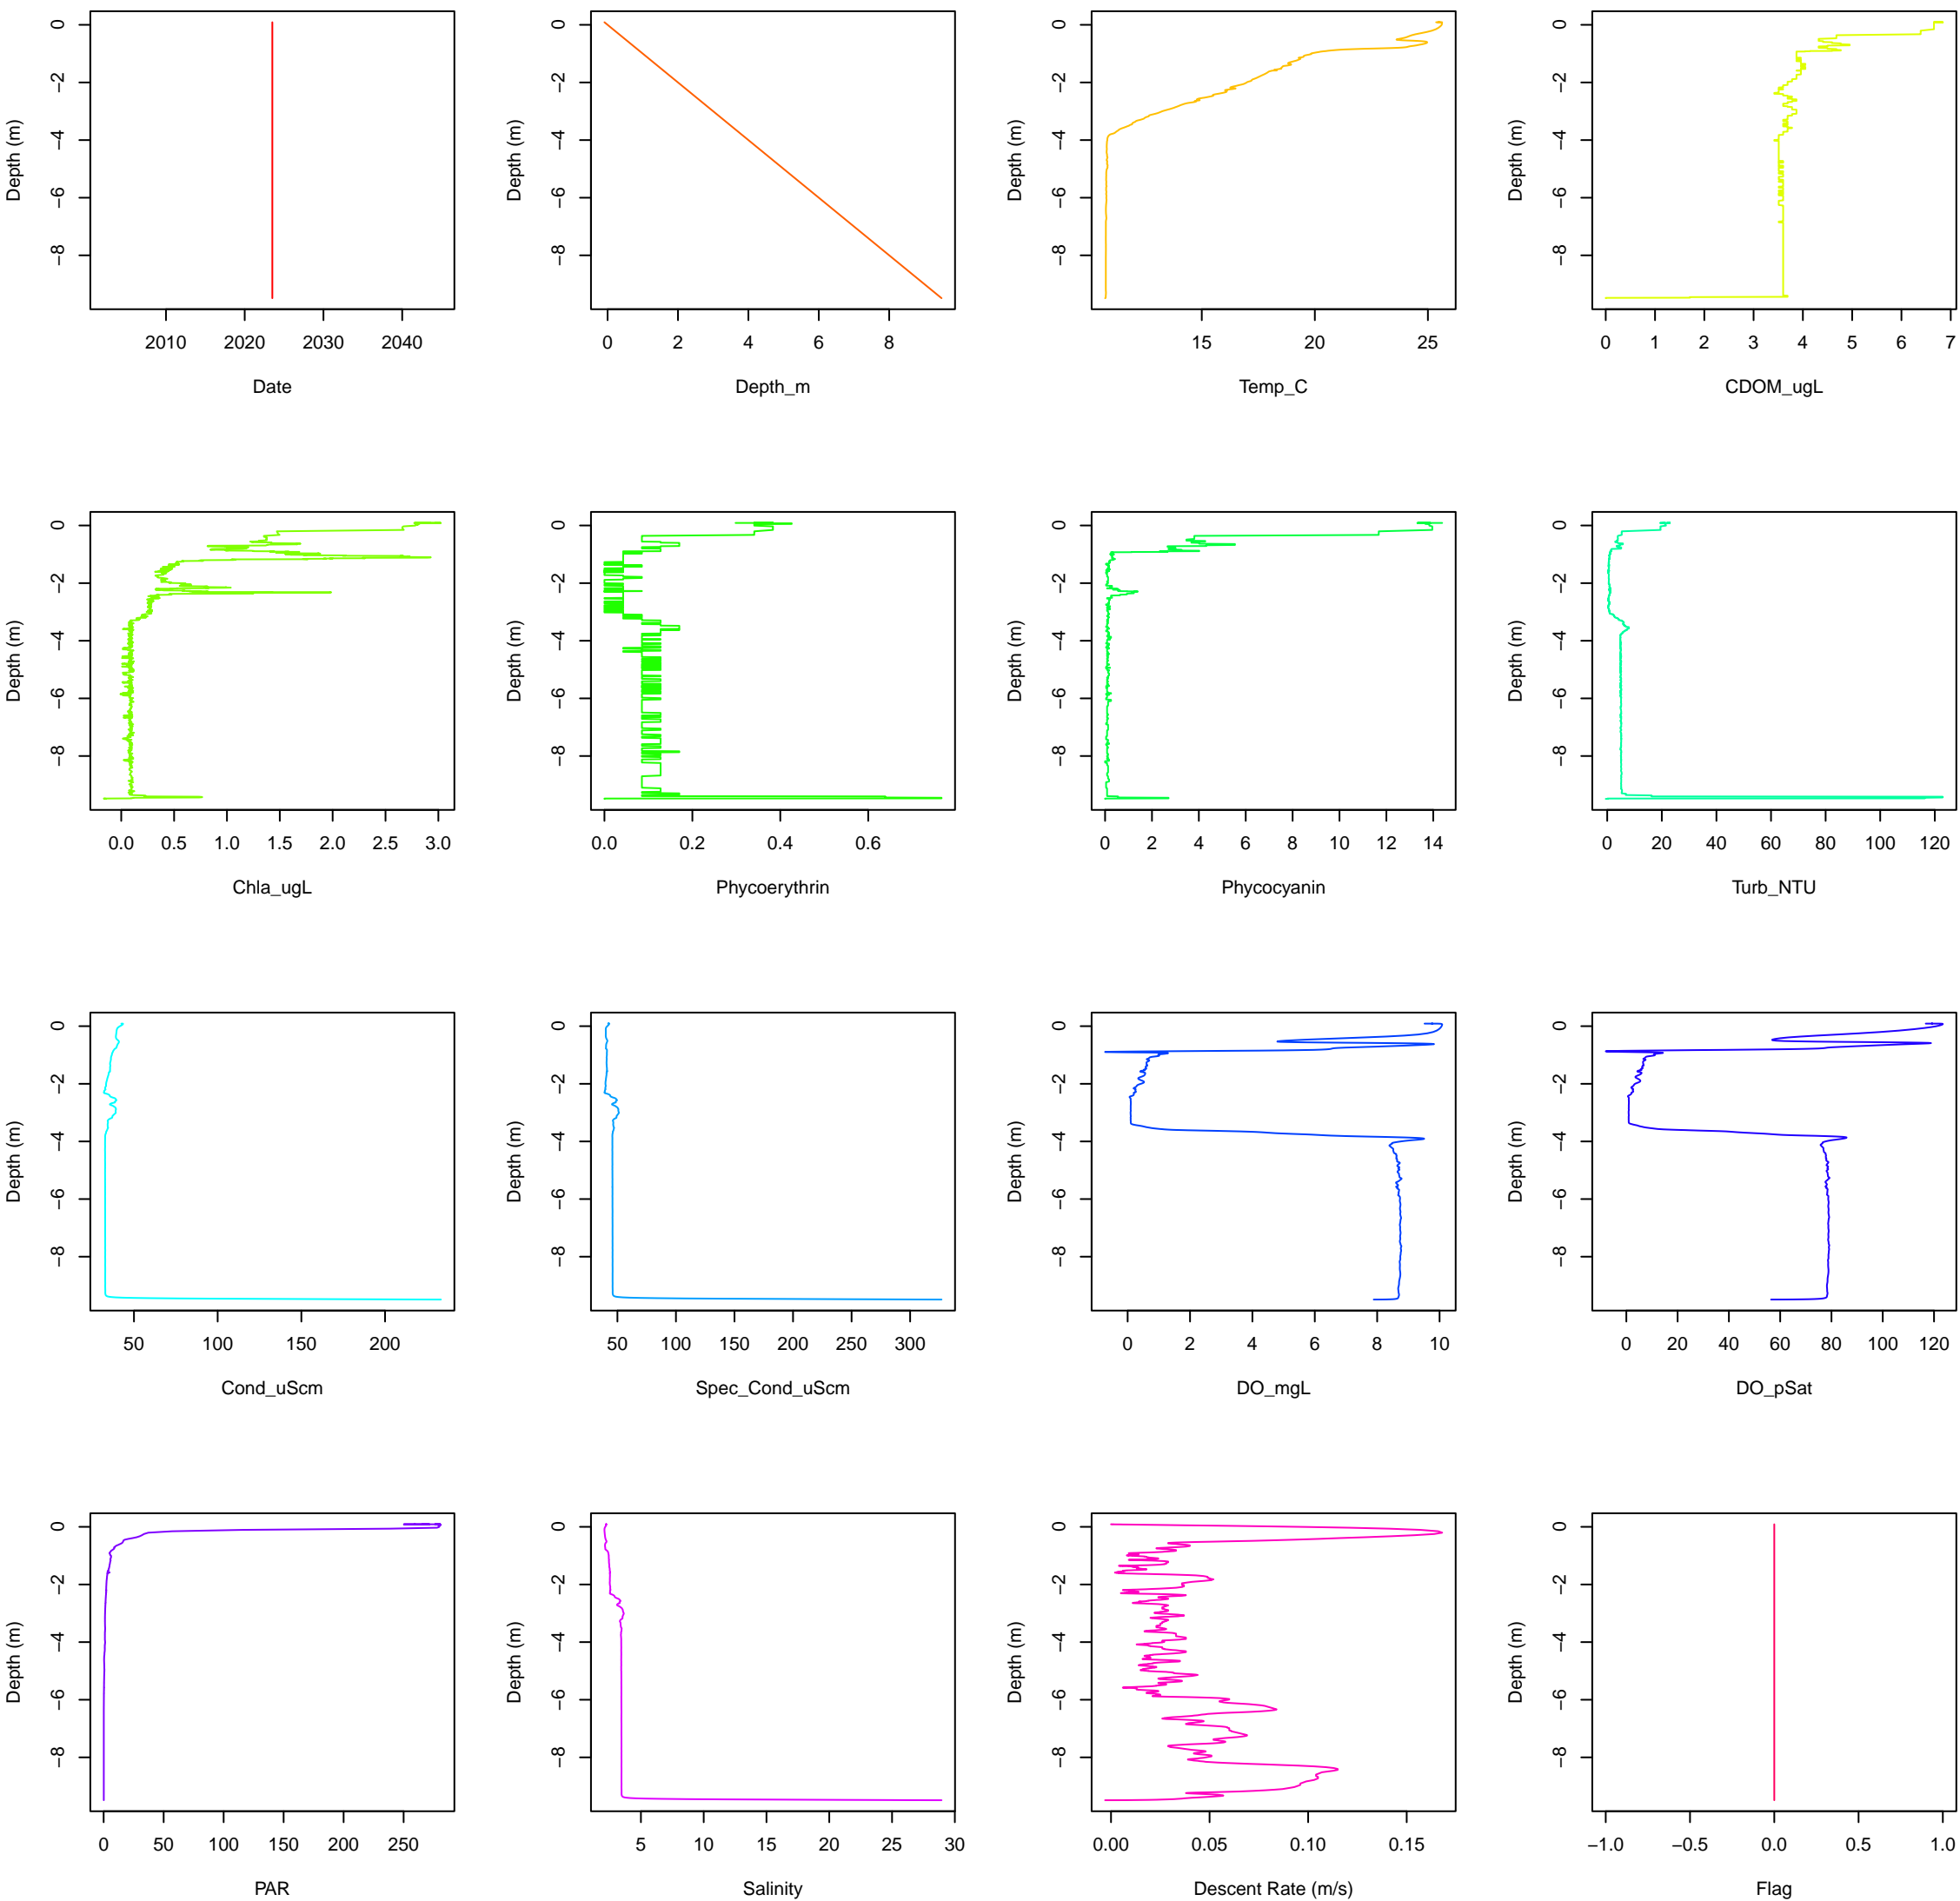 Depth (m) 0 −2 −4 −6 −8 2010 2020 2030 2040 Date
Depth (m) 0 −2 −4 −6 −8 0 2 4 6 8 Depth_m
Depth (m) 0 −2 −4 −6 −8 15 20 25 Temp_C
Depth (m) 0 −2 −4 −6 −8 0 1 2 3 4 5 6 7 CDOM_ugL
Depth (m) 0 −2 −4 −6 −8 0.0 0.5 1.0 1.5 2.0 2.5 3.0 Chla_ugL
Depth (m) 0 −2 −4 −6 −8 0.0 0.2 0.4 0.6 Phycoerythrin
Depth (m) 0 −2 −4 −6 −8 0 2 4 6 8 10 12 14 Phycocyanin
Depth (m) 0 −2 −4 −6 −8 0 20 40 60 80 100 120 Turb_NTU
Depth (m) 0 −2 −4 −6 −8 50 100 150 200 Cond_uScm
Depth (m) 0 −2 −4 −6 −8 50 100 150 200 250 300 Spec_Cond_uScm
Depth (m) 0 −2 −4 −6 −8 0 2 4 6 8 10 DO_mgL
Depth (m) 0 −2 −4 −6 −8 0 20 40 60 80 100 120 DO_pSat
Depth (m) 0 −2 −4 −6 −8 0 50 100 150 200 250 PAR
Depth (m) 0 −2 −4 −6 −8 5 10 15 20 25 30 Salinity
Depth (m) 0 −2 −4 −6 −8 0.00 0.05 0.10 0.15 Descent Rate (m/s)
Depth (m) 0 −2 −4 −6 −8 −1.0 −0.5 0.0 0.5 1.0 Flag